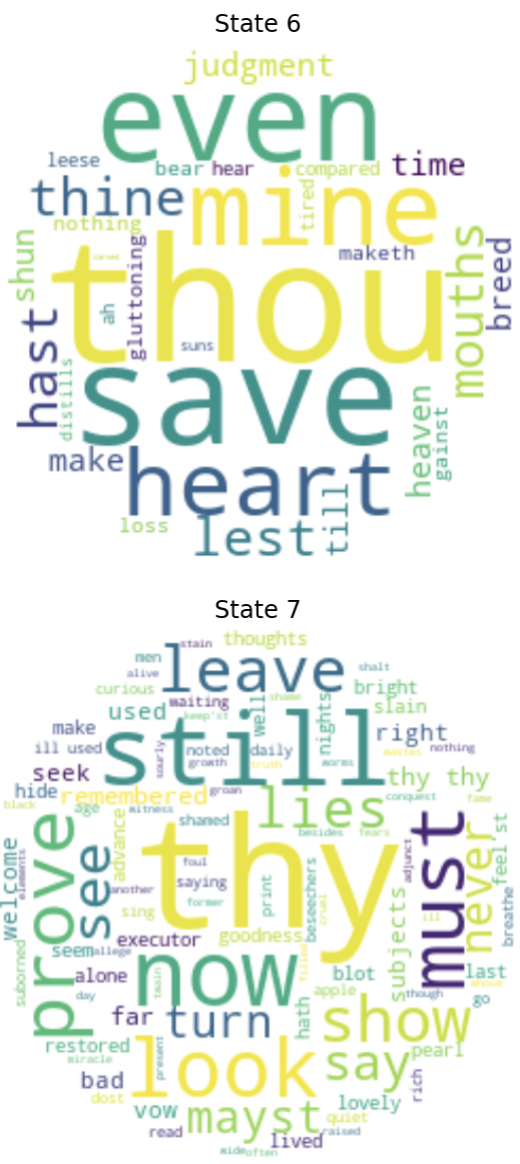 State 6
judgment
even
leese
bear
hear
compared
time
thine
mine
tired
nothing
maketh
shun
thou
gluttoning
carved
ah
suns
mouths
breed
hast
distills
save
heaven
gainst
make
heart
loss
lest
till
State 7
stain
thoughts
men
leave
shalt
alive
curious
waiting
shame
bright
used
keep'st
well
nights
slain
make
still
noted
daily
right
ill used
growth
truth
worms
wastes
nothing
seek
sourly
groan
thy thy
hide
remembered
lies
conquest
fame
black
age
witness
shamed
besides
fears
welcome
elements
prove
see
advance
thy
foul
another
saying
former
print
beseechers
cruel
must
adjunct
never
feel'st
breathe
sing
ill
executor
goodness
subjects
suborned
seem
allege
alone
now
twain
filled
blot
last
whose
day
apple
though
go
far
turn
hath
show
restored
miracle
look
present
say
pearl
bad
dost
rich
vow
mayst
lovely
quiet
read
lived
raised
wide
often